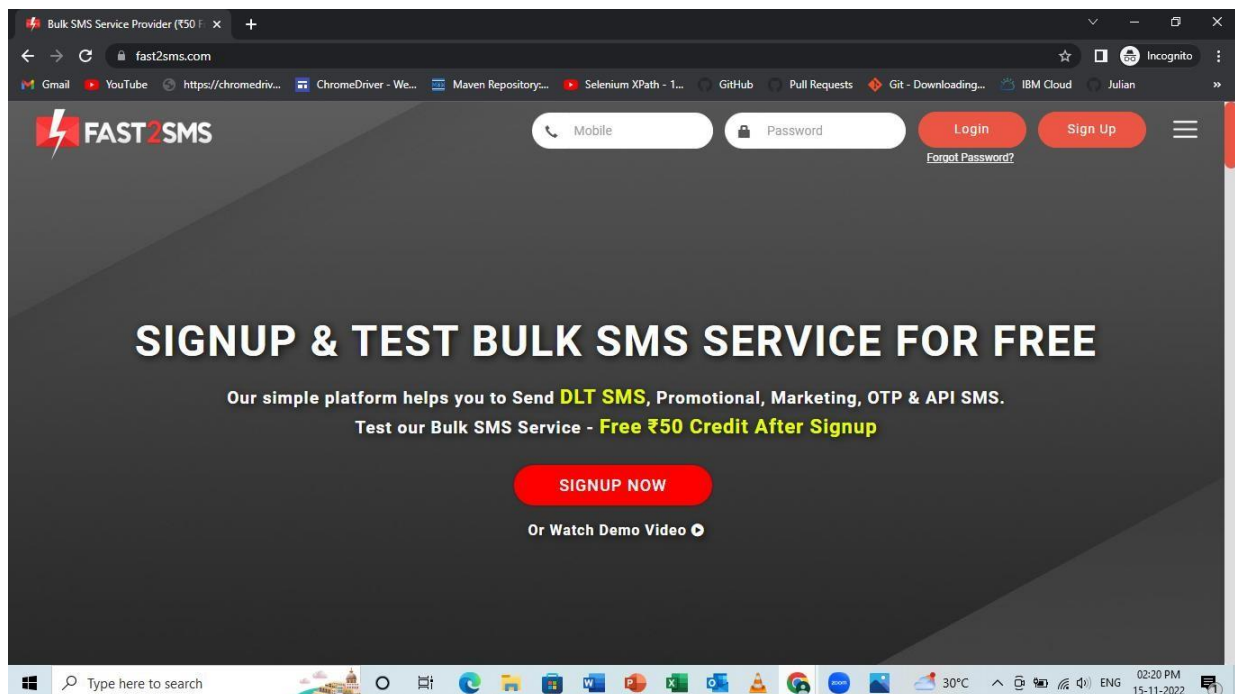 Bulk SMS Service Provider (₹50 F
fast2sms.com
Incognito
Gmail YouTube https://chromedriv... ChromeDriver - We... Maven Repository:... Selenium XPath - 1... GitHub Pull Requests Git - Downloading... IBM Cloud Julian »
FAST2SMS Mobile Password Login Sign Up
Forgot Password?
SIGNUP & TEST BULK SMS SERVICE FOR FREE
Our simple platform helps you to Send DLT SMS, Promotional, Marketing, OTP & API SMS.
Test our Bulk SMS Service - Free ₹50 Credit After Signup
SIGNUP NOW
Or Watch Demo Video
Type here to search zoom 30°C ENG 02:20 PM
15-11-2022